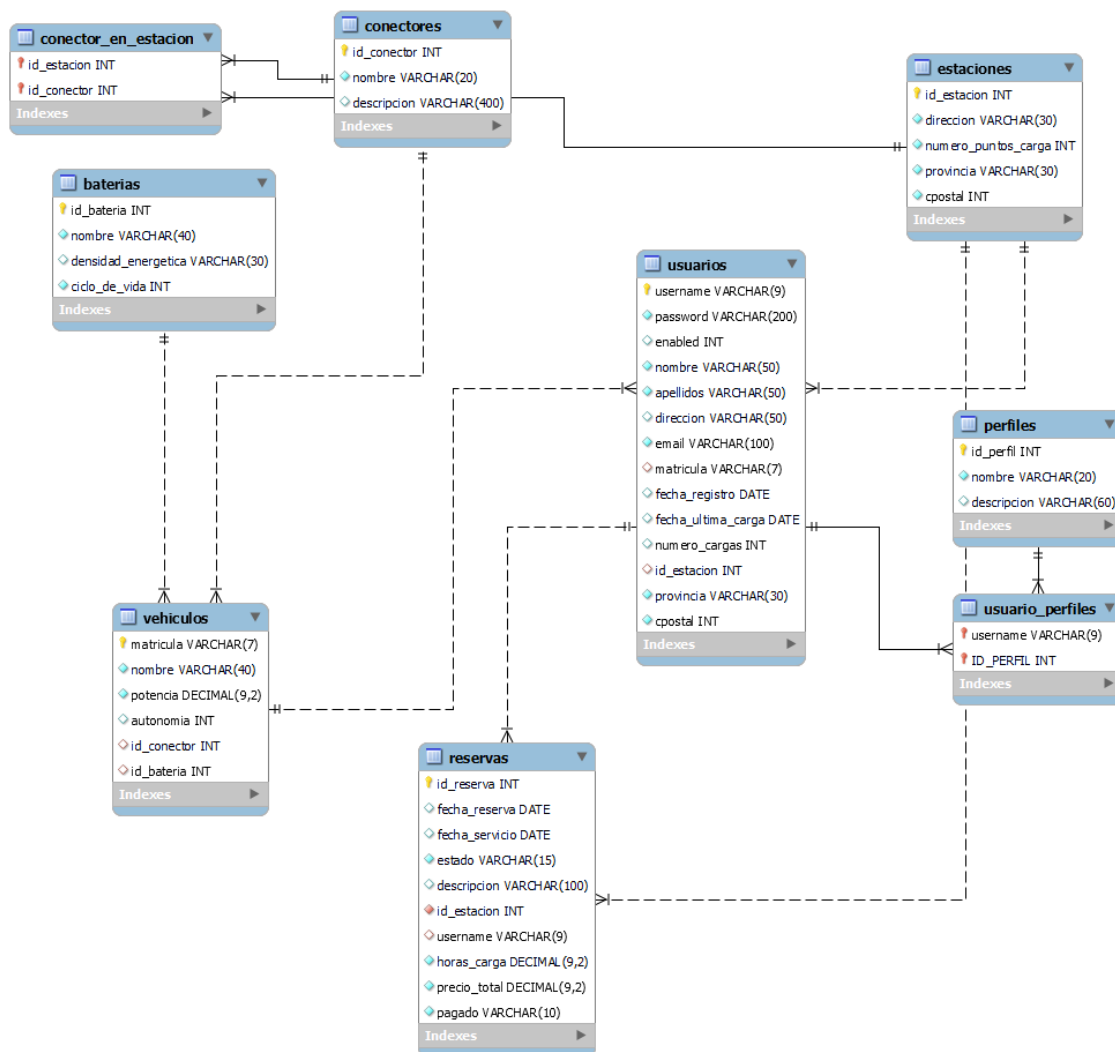 conector_en_estacion
id_estacion INT
id_conector INT
Indexes
conectores
id_conector INT
nombre VARCHAR(20)
descripcion VARCHAR(400)
Indexes
estaciones
id_estacion INT
direccion VARCHAR(30)
numero_puntos_carga INT
provincia VARCHAR(30)
cpostal INT
Indexes
baterias
id_bateria INT
nombre VARCHAR(40)
densidad_energetica VARCHAR(30)
ciclo_de_vida INT
Indexes
usuarios
username VARCHAR(9)
password VARCHAR(200)
enabled INT
nombre VARCHAR(50)
apellidos VARCHAR(50)
direccion VARCHAR(50)
email VARCHAR(100)
matricula VARCHAR(7)
fecha_registro DATE
fecha_ultima_carga DATE
numero_cargas INT
id_estacion INT
provincia VARCHAR(30)
cpostal INT
Indexes
perfiles
id_perfil INT
nombre VARCHAR(20)
descripcion VARCHAR(60)
Indexes
usuario_perfiles
username VARCHAR(9)
ID_PERFIL INT
Indexes
vehiculos
matricula VARCHAR(7)
nombre VARCHAR(40)
potencia DECIMAL(9,2)
autonomia INT
id_conector INT
id_bateria INT
Indexes
reservas
id_reserva INT
fecha_reserva DATE
fecha_servicio DATE
estado VARCHAR(15)
descripcion VARCHAR(100)
id_estacion INT
username VARCHAR(9)
horas_carga DECIMAL(9,2)
precio_total DECIMAL(9,2)
pagado VARCHAR(10)
Indexes